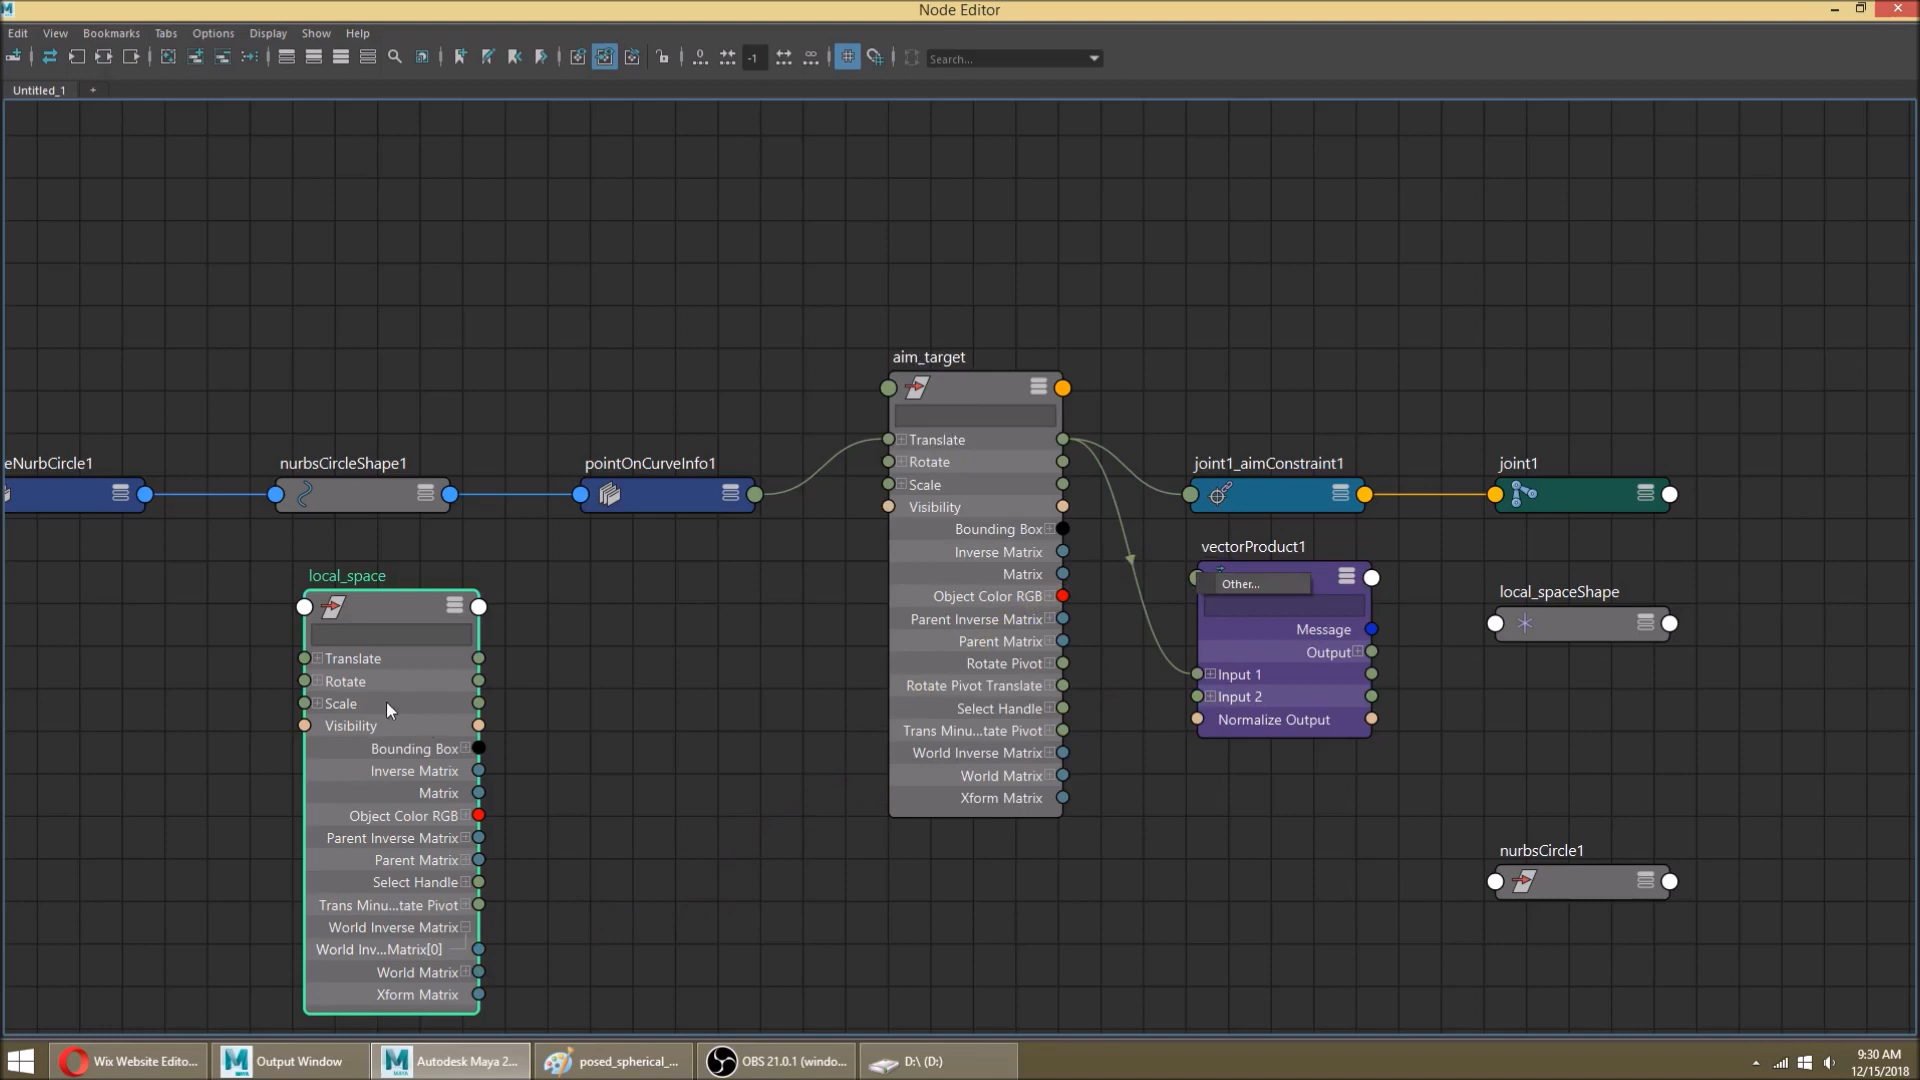 Node Editor
Edit View Bookmarks Tabs Options Display Show Help
-1
Search...
Untitled_1 +
aim_target
Translate
Rotate
Scale
Visibility
Bounding Box
Inverse Matrix
Matrix
Object Color RGB
Parent Inverse Matrix
Parent Matrix
Rotate Pivot
Rotate Pivot Translate
Select Handle
Trans Minu...tate Pivot
World Inverse Matrix
World Matrix
Xform Matrix
eNurbCircle1
nurbsCircleShape1
pointOnCurveInfo1
joint1_aimConstraint1
joint1
vectorProduct1
Other...
Message
Output
Input 1
Input 2
Normalize Output
local_space
Translate
Rotate
Scale
Visibility
Bounding Box
Inverse Matrix
Matrix
Object Color RGB
Parent Inverse Matrix
Parent Matrix
Select Handle
Trans Minu...tate Pivot
World Inverse Matrix
World Inv...Matrix[0]
World Matrix
Xform Matrix
local_spaceShape
nurbsCircle1
Wix Website Edito...
Output Window
Autodesk Maya 2...
posed_spherical_...
OBS 21.0.1 (windo...
D:\ (D:)
9:30 AM
12/15/2018